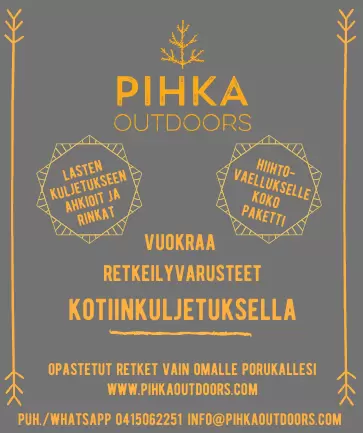 PIHKA
OUTDOORS
LASTEN
KULJETUKSEEN
AHKIOIT JA
RINKAT
HIIHTO-
VAELLUKSELLE
KOKO
PAKETTI
VUOKRAA
RETKEILYVARUSTEET
KOTIINKULJETUKSELLA
OPASTETUT RETKET VAIN OMALLE PORUKALLESI
WWW.PIHKAOUTDOORS.COM
PUH./WHATSAPP 0415062251 INFO@PIHKAOUTDOORS.COM